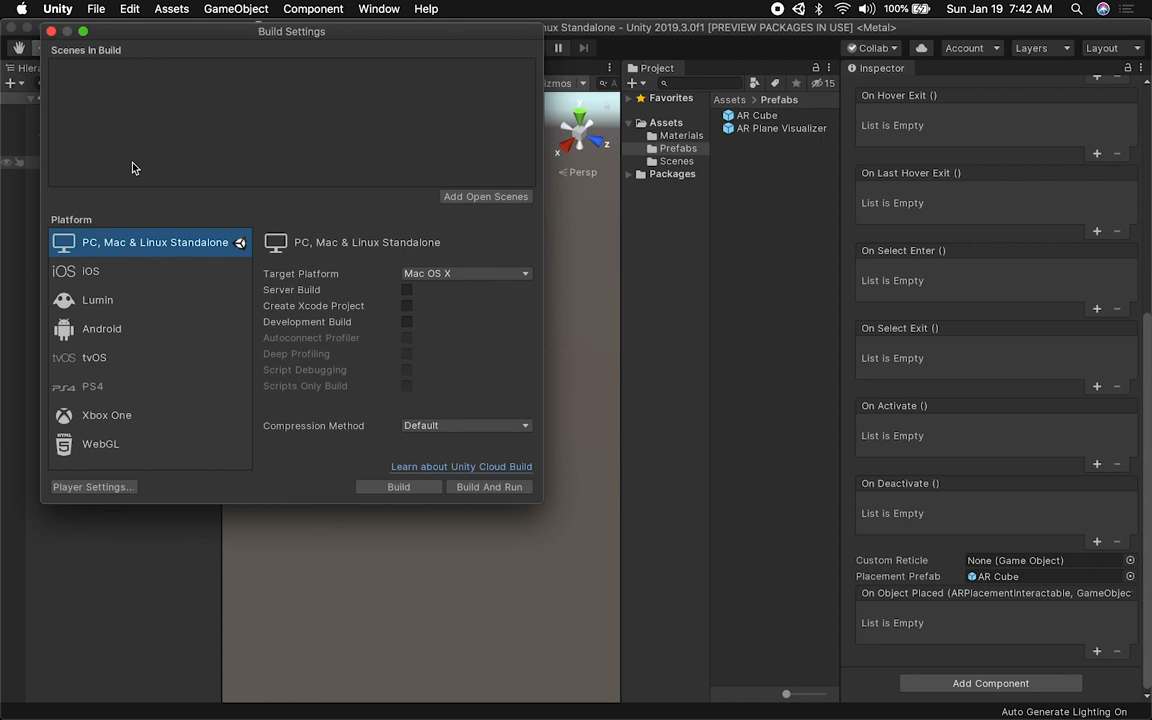 Unity File Edit Assets GameObject Component Window Help 100% Sun Jan 19 7:42 AM
Build Settings
ux Standalone - Unity 2019.3.0f1 [PREVIEW PACKAGES IN USE] <Metal>
Scenes In Build
Collab Account Layers Layout
Hiera
Project
Inspector
izmos
15
Favorites
Assets > Prefabs
On Hover Exit ()
AR Cube
Assets
List is Empty
AR Plane Visualizer
Materials
Prefabs
Scenes
Packages
y
x
z
Persp
On Last Hover Exit ()
Add Open Scenes
List is Empty
Platform
PC, Mac & Linux Standalone
PC, Mac & Linux Standalone
On Select Enter ()
iOS iOS
Target Platform Mac OS X
List is Empty
Server Build
Lumin
Create Xcode Project
Android
Development Build
On Select Exit ()
Autoconnect Profiler
tvOS tvOS
Deep Profiling
List is Empty
Script Debugging
PS4
Scripts Only Build
On Activate ()
Xbox One
Compression Method Default
List is Empty
HTML
WebGL
Learn about Unity Cloud Build
On Deactivate ()
Player Settings...
Build
Build And Run
List is Empty
Custom Reticle None (Game Object)
Placement Prefab AR Cube
On Object Placed (ARPlacementInteractable, GameObjec
List is Empty
Add Component
Auto Generate Lighting On